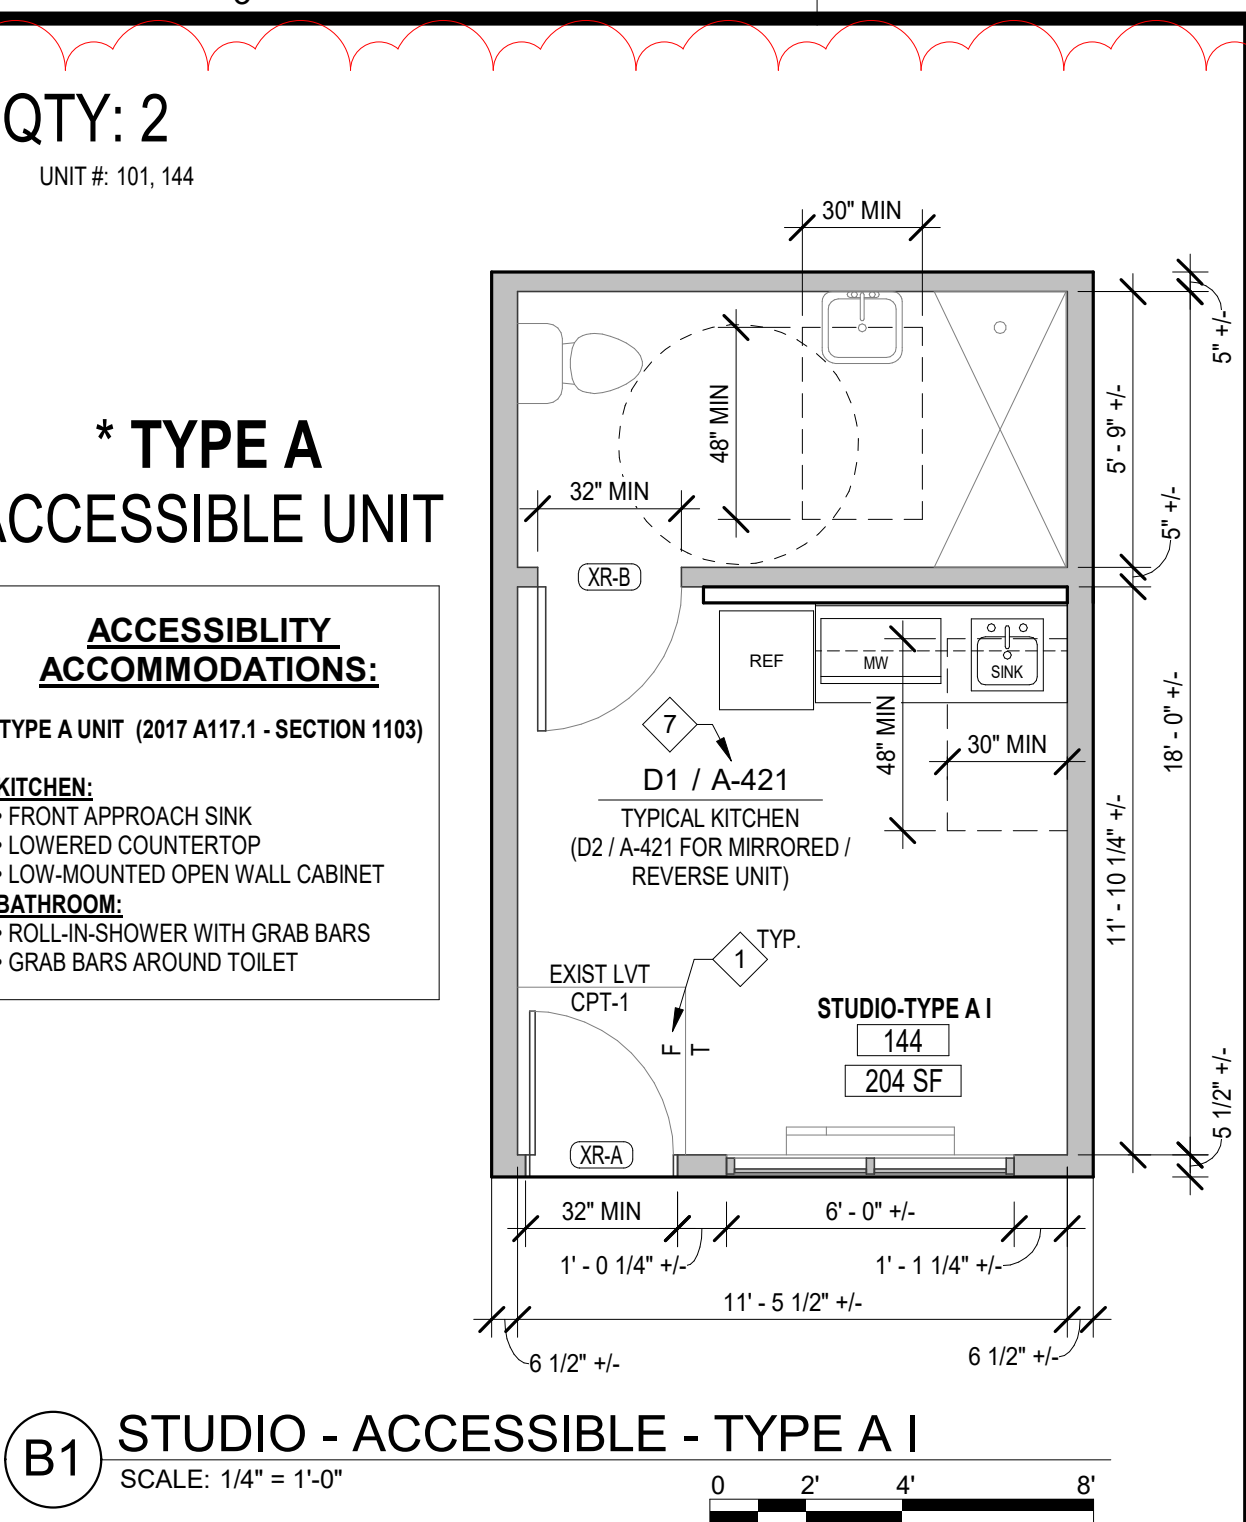 QTY: 2
UNIT #: 101, 144
* TYPE A
ACCESSIBLE UNIT
ACCESSIBLITY
ACCOMMODATIONS:
TYPE A UNIT (2017 A117.1 - SECTION 1103)
KITCHEN:
• FRONT APPROACH SINK
• LOWERED COUNTERTOP
• LOW-MOUNTED OPEN WALL CABINET
BATHROOM:
• ROLL-IN-SHOWER WITH GRAB BARS
• GRAB BARS AROUND TOILET
30" MIN
48" MIN
32" MIN
XR-B
5" +/-
5' - 9" +/-
5" +/-
18' - 0" +/-
11' - 10 1/4" +/-
5 1/2" +/-
REF
MW
SINK
48" MIN
30" MIN
7
D1 / A-421
TYPICAL KITCHEN
(D2 / A-421 FOR MIRRORED /
REVERSE UNIT)
1
TYP.
EXIST LVT
CPT-1
F
T
STUDIO-TYPE A I
144
204 SF
XR-A
32" MIN
6' - 0" +/-
1' - 0 1/4" +/-
1' - 1 1/4" +/-
11' - 5 1/2" +/-
6 1/2" +/-
6 1/2" +/-
B1
STUDIO - ACCESSIBLE - TYPE A I
SCALE: 1/4" = 1'-0"
0 2' 4' 8'